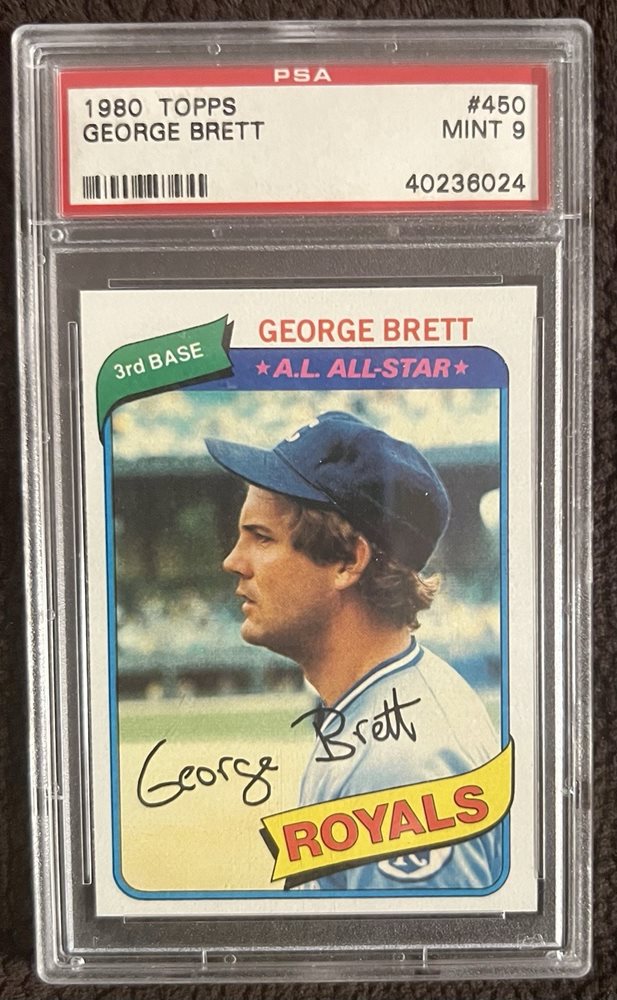 PSA
1980 TOPPS #450
GEORGE BRETT MINT 9
40236024
GEORGE BRETT
3rd BASE
★A.L. ALL-STAR★
George Brett
ROYALS